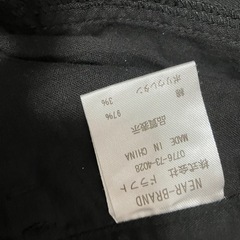 品質表示
綿 97%
ポリウレタン 3%
MADE IN CHINA
0776-73-4028
株式会社 ドラフト
NEAR-BRAND